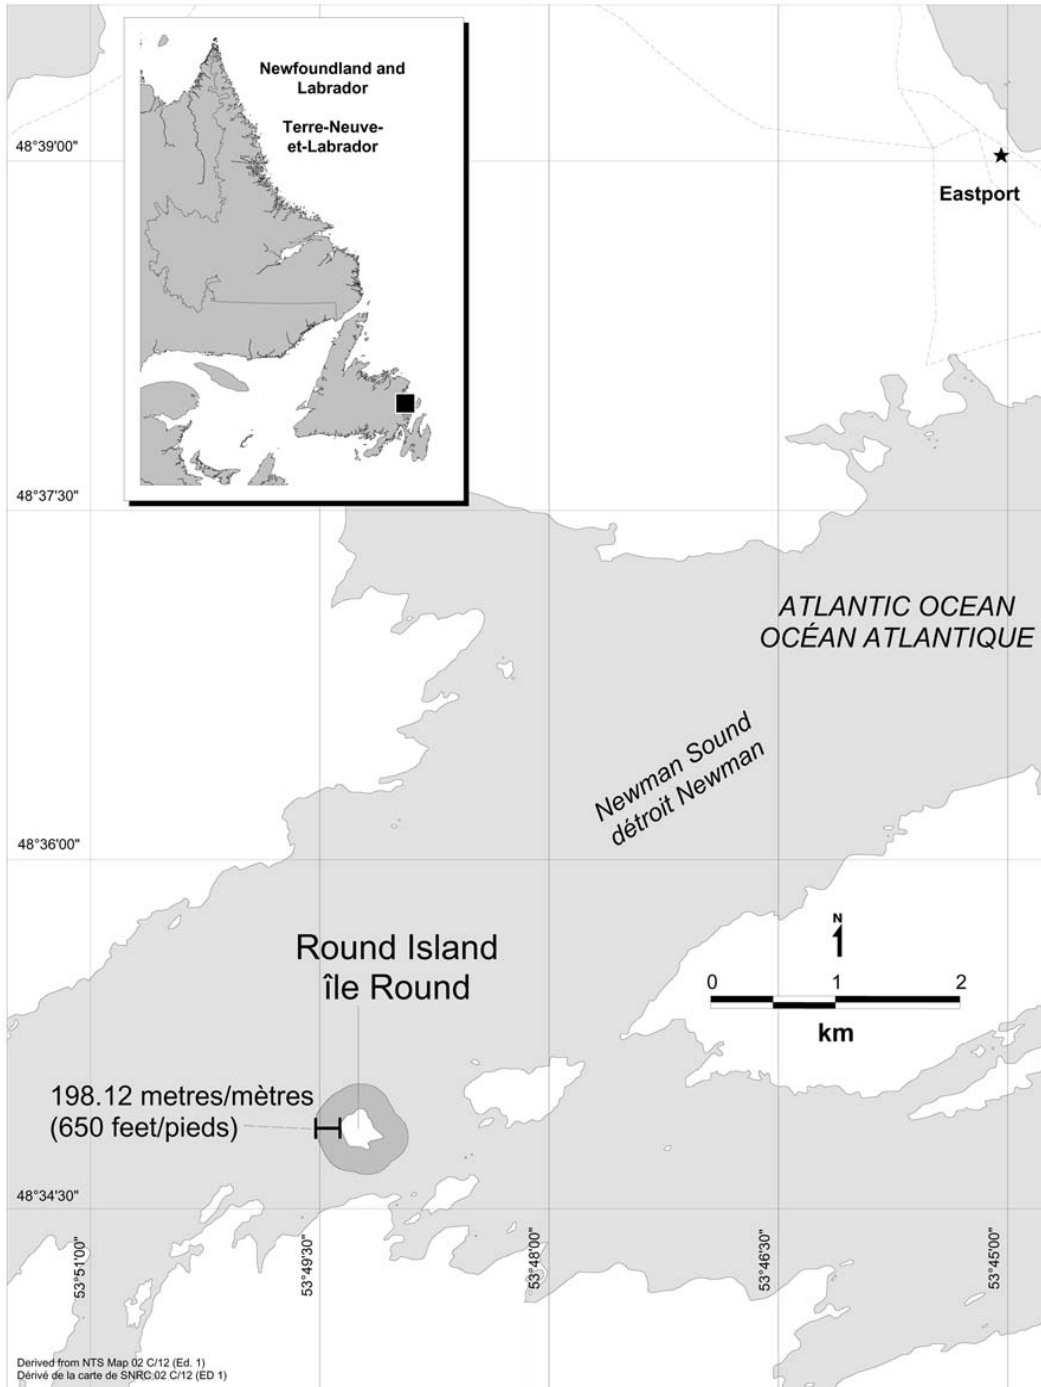 Newfoundland and
Labrador
Terre-Neuve-
et-Labrador
48°39'00"
Eastport
48°37'30"
ATLANTIC OCEAN
OCÉAN ATLANTIQUE
Newman Sound
détroit Newman
48°36'00"
Round Island
île Round
N
0 1 2
km
198.12 metres/mètres
(650 feet/pieds)
48°34'30"
53°51'00"
53°49'30"
53°48'00"
53°46'30"
53°45'00"
Derived from NTS Map 02 C/12 (Ed. 1)
Dérivé de la carte de SNRC 02 C/12 (ED 1)